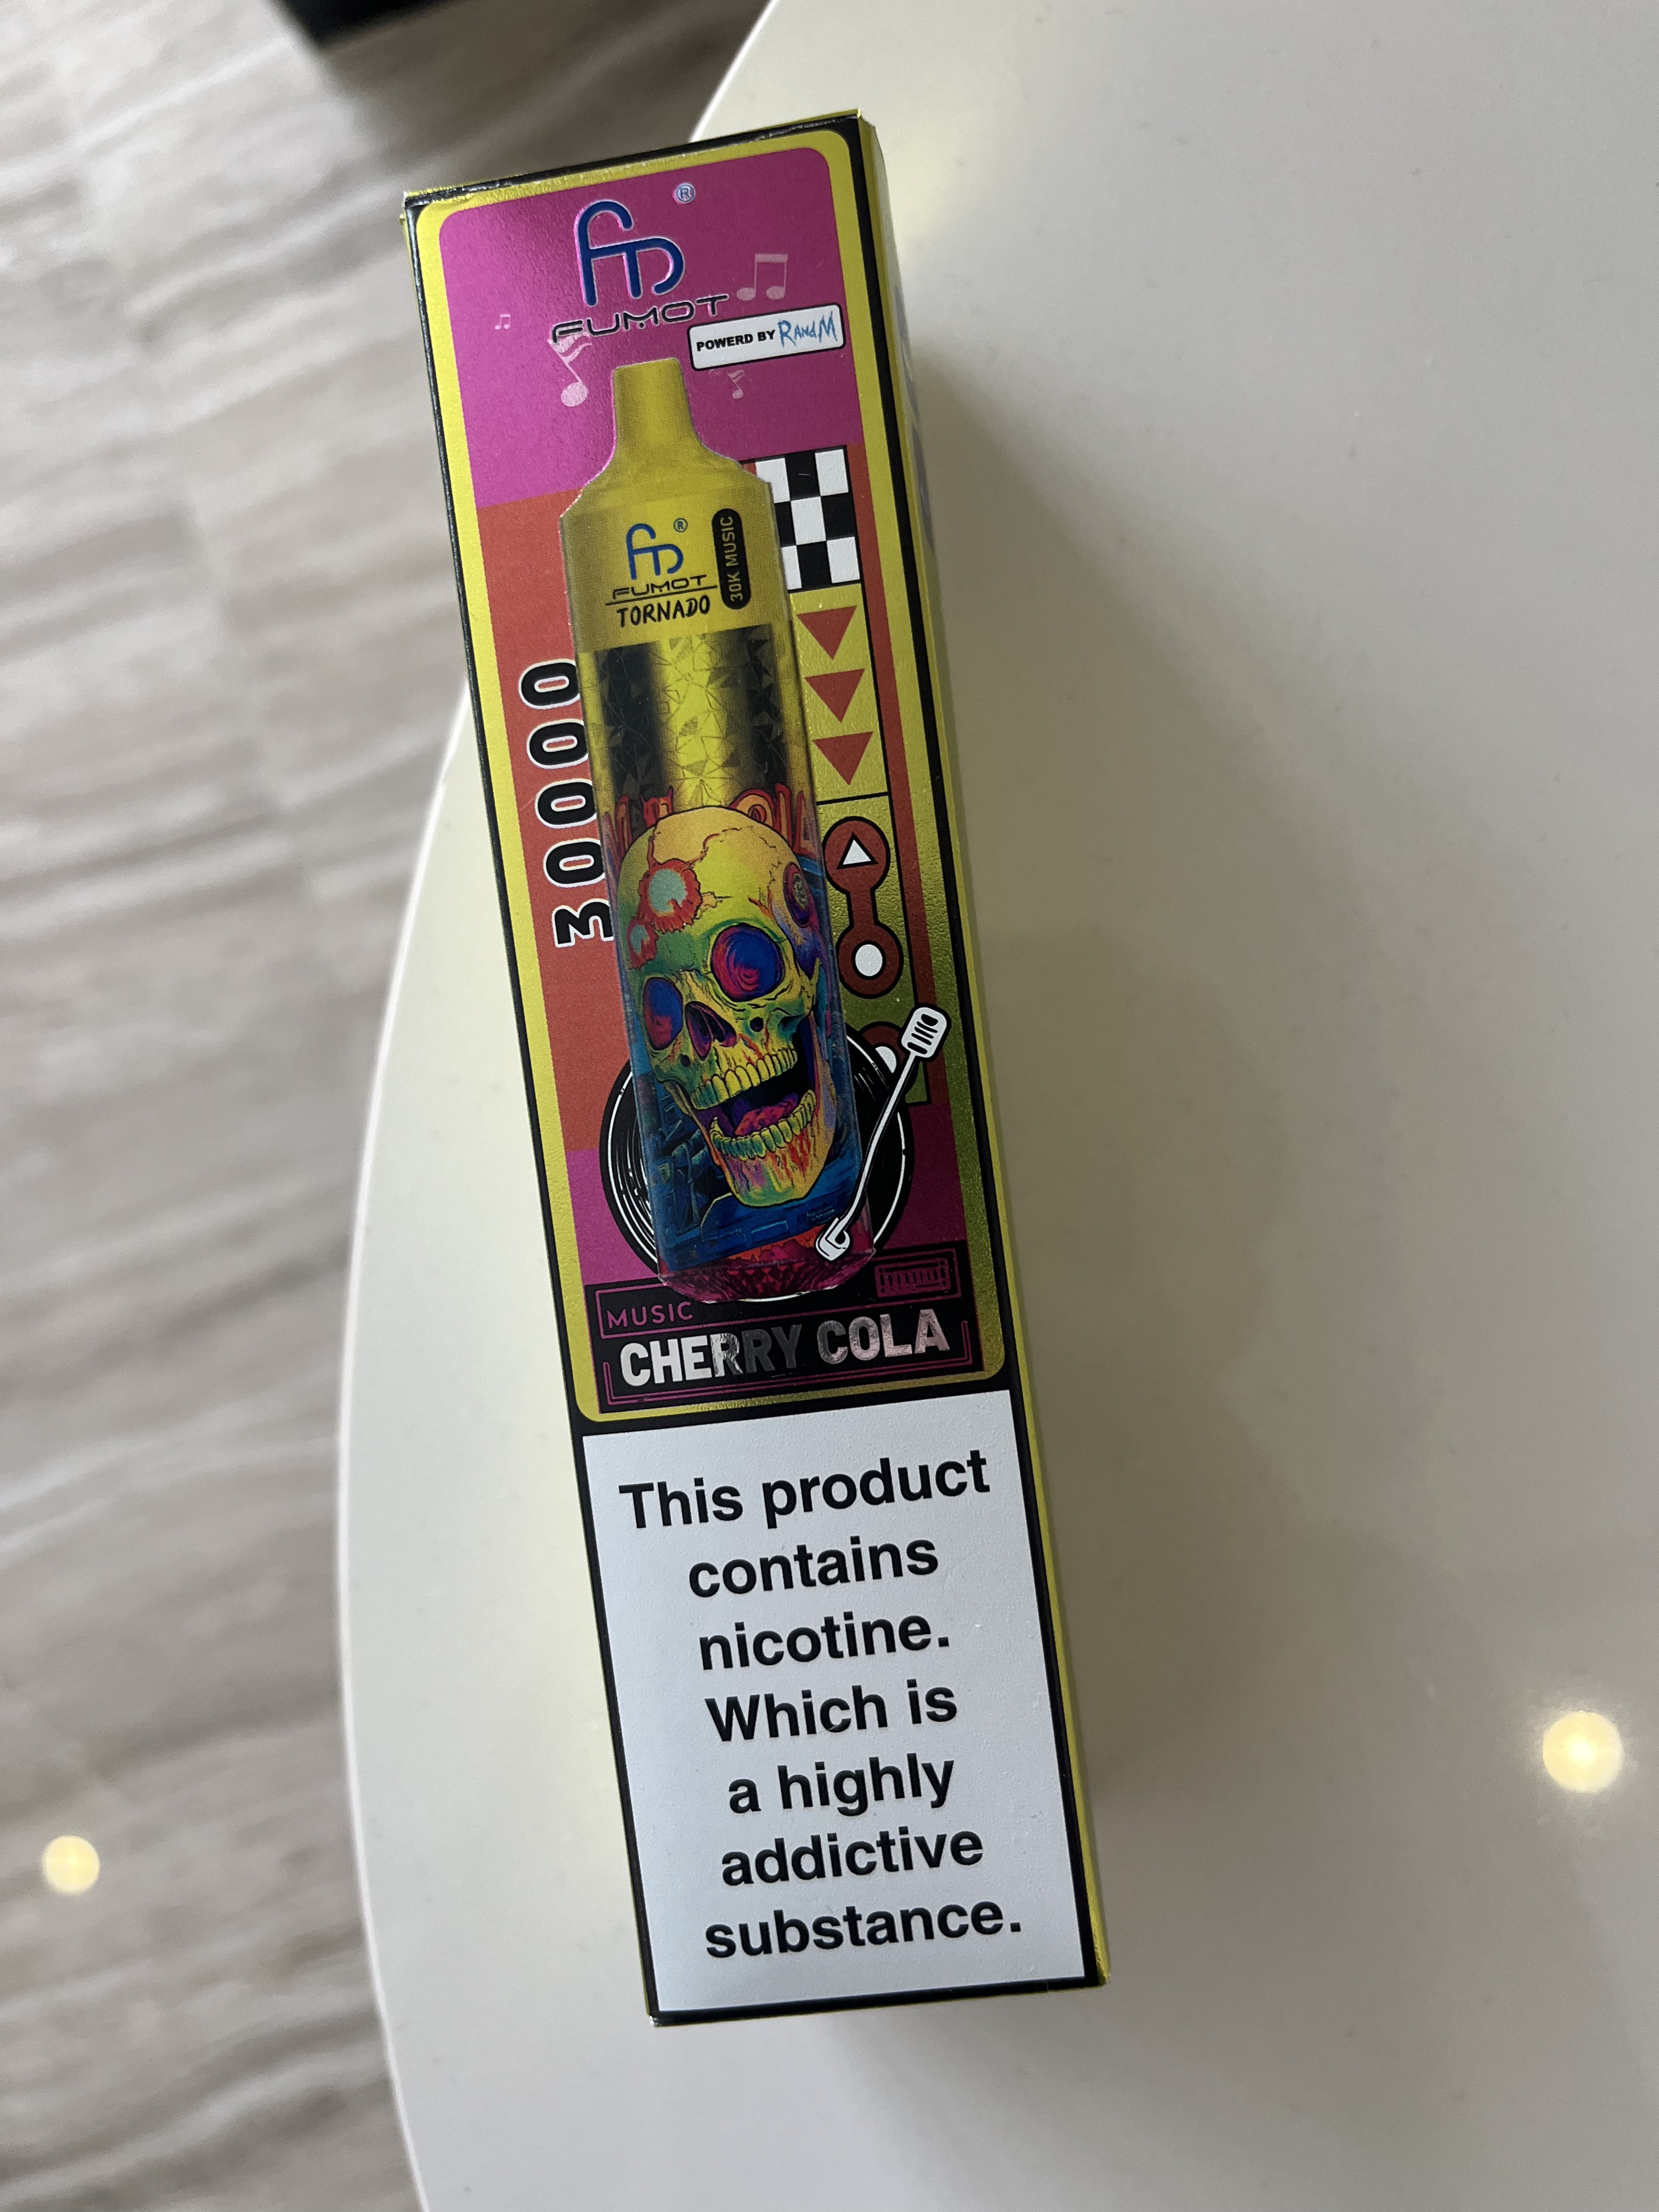 ®
FUMOT
POWERD BY RAndM
®
FUMOT
TORNADO
30K MUSIC
30000
MUSIC
CHERRY COLA
This product
contains
nicotine.
Which is
a highly
addictive
substance.